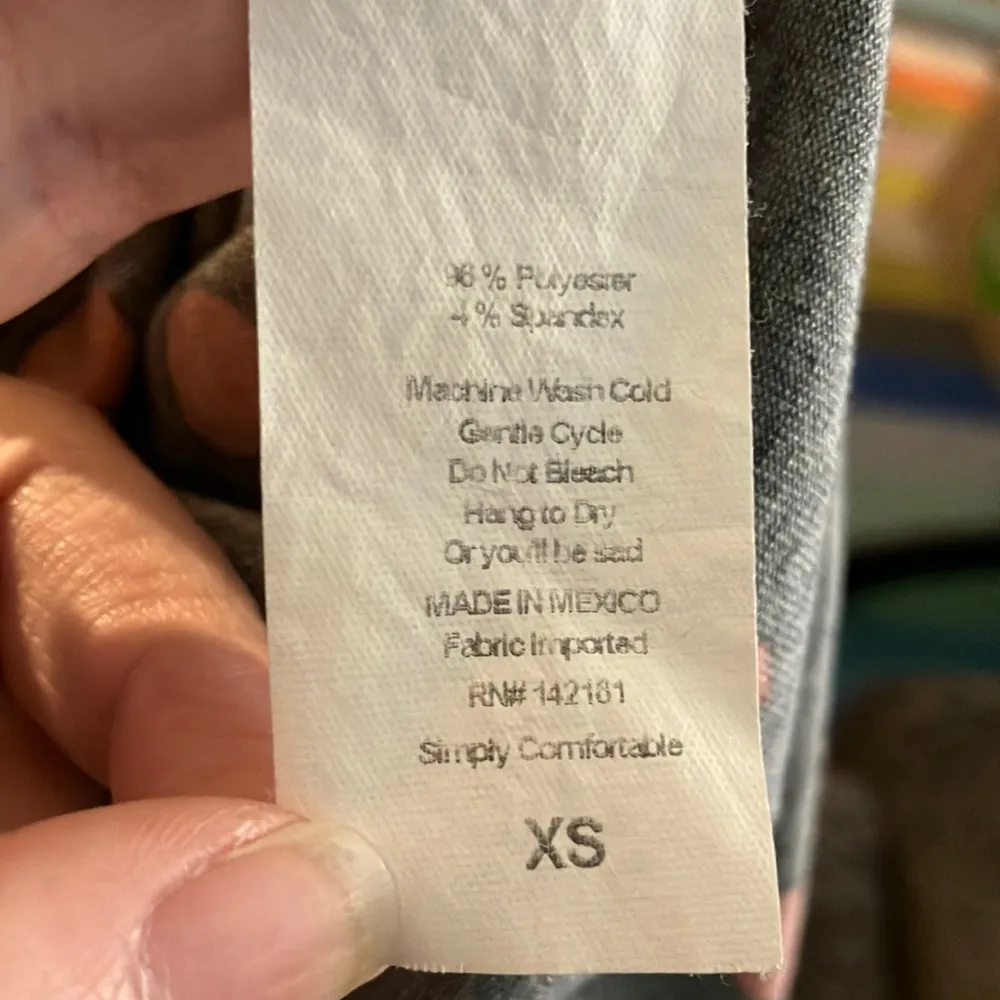 96 % Polyester
4 % Spandex
Machine Wash Cold
Gentle Cycle
Do Not Bleach
Hang to Dry
Or you'll be sad
MADE IN MEXICO
Fabric Imported
RN# 142161
Simply Comfortable
XS